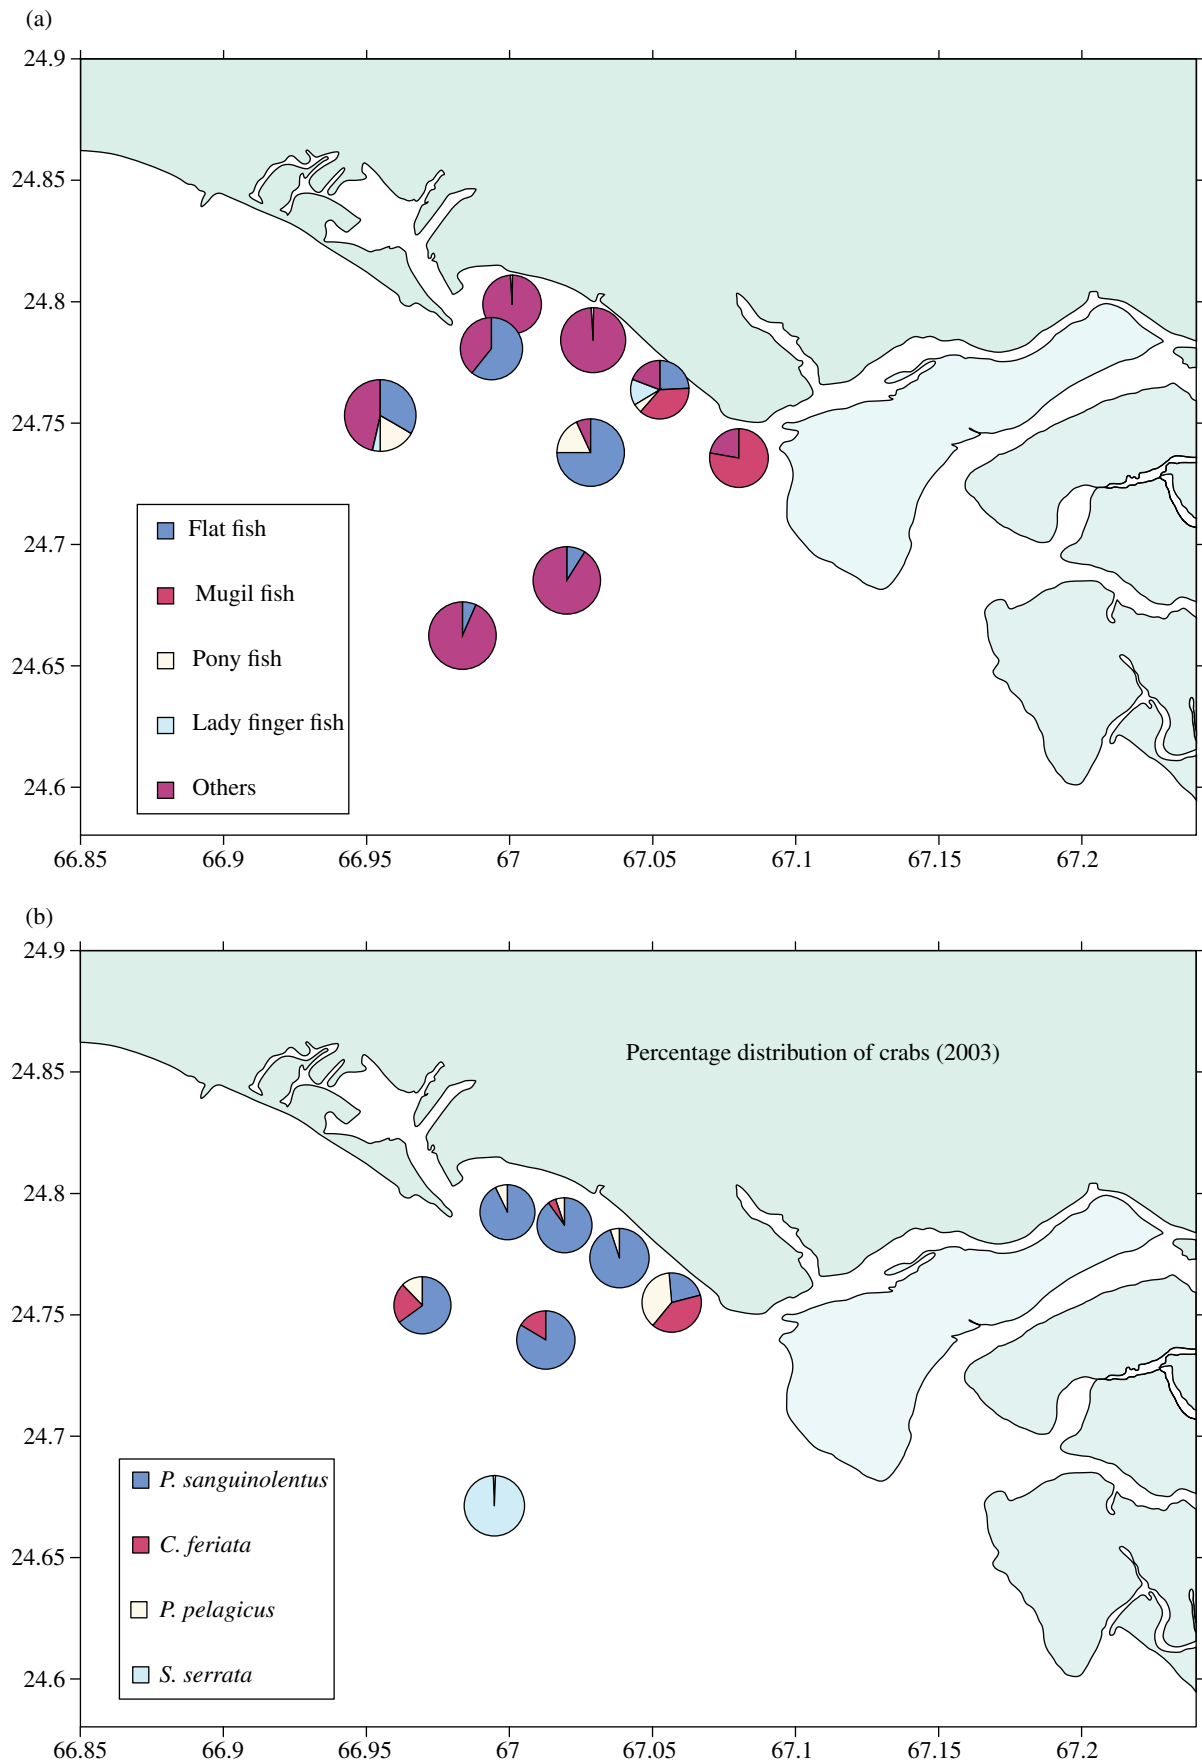 (a)
24.9
24.85
24.8
24.75
24.7
24.65
24.6
Flat fish
Mugil fish
Pony fish
Lady finger fish
Others
66.85 66.9 66.95 67 67.05 67.1 67.15 67.2
(b)
24.9
Percentage distribution of crabs (2003)
24.85
24.8
24.75
24.7
24.65
24.6
P. sanguinolentus
C. feriata
P. pelagicus
S. serrata
66.85 66.9 66.95 67 67.05 67.1 67.15 67.2